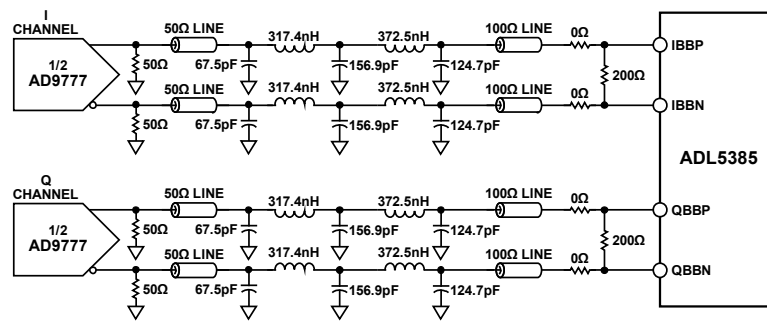 I
CHANNEL
50Ω LINE
317.4nH
372.5nH
100Ω LINE
0Ω
IBBP
1/2
AD9777
50Ω
67.5pF
156.9pF
124.7pF
200Ω
50Ω LINE
317.4nH
372.5nH
100Ω LINE
0Ω
IBBN
50Ω
67.5pF
156.9pF
124.7pF
ADL5385
Q
CHANNEL
50Ω LINE
317.4nH
372.5nH
100Ω LINE
0Ω
QBBP
1/2
AD9777
50Ω
67.5pF
156.9pF
124.7pF
200Ω
50Ω LINE
317.4nH
372.5nH
100Ω LINE
0Ω
QBBN
50Ω
67.5pF
156.9pF
124.7pF